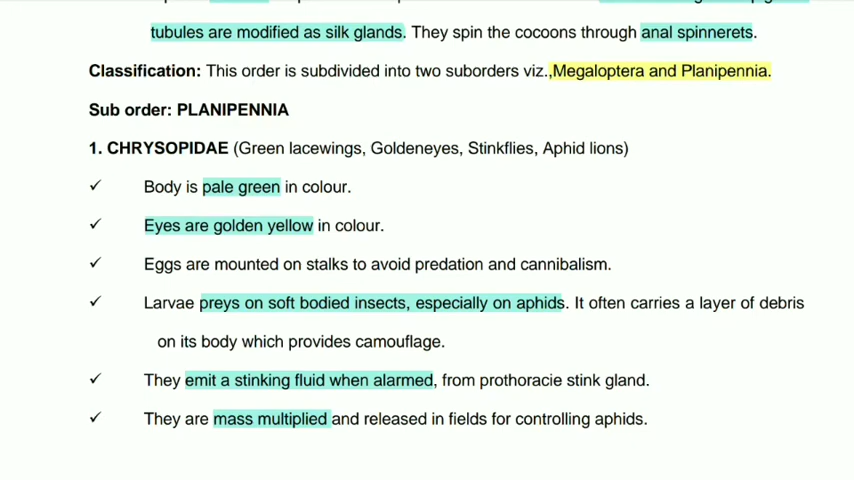 tubules are modified as silk glands. They spin the cocoons through anal spinnerets.
Classification: This order is subdivided into two suborders viz.,Megaloptera and Planipennia.
Sub order: PLANIPENNIA
1. CHRYSOPIDAE (Green lacewings, Goldeneyes, Stinkflies, Aphid lions)
✓ Body is pale green in colour.
✓ Eyes are golden yellow in colour.
✓ Eggs are mounted on stalks to avoid predation and cannibalism.
✓ Larvae preys on soft bodied insects, especially on aphids. It often carries a layer of debris
on its body which provides camouflage.
✓ They emit a stinking fluid when alarmed, from prothoracie stink gland.
✓ They are mass multiplied and released in fields for controlling aphids.